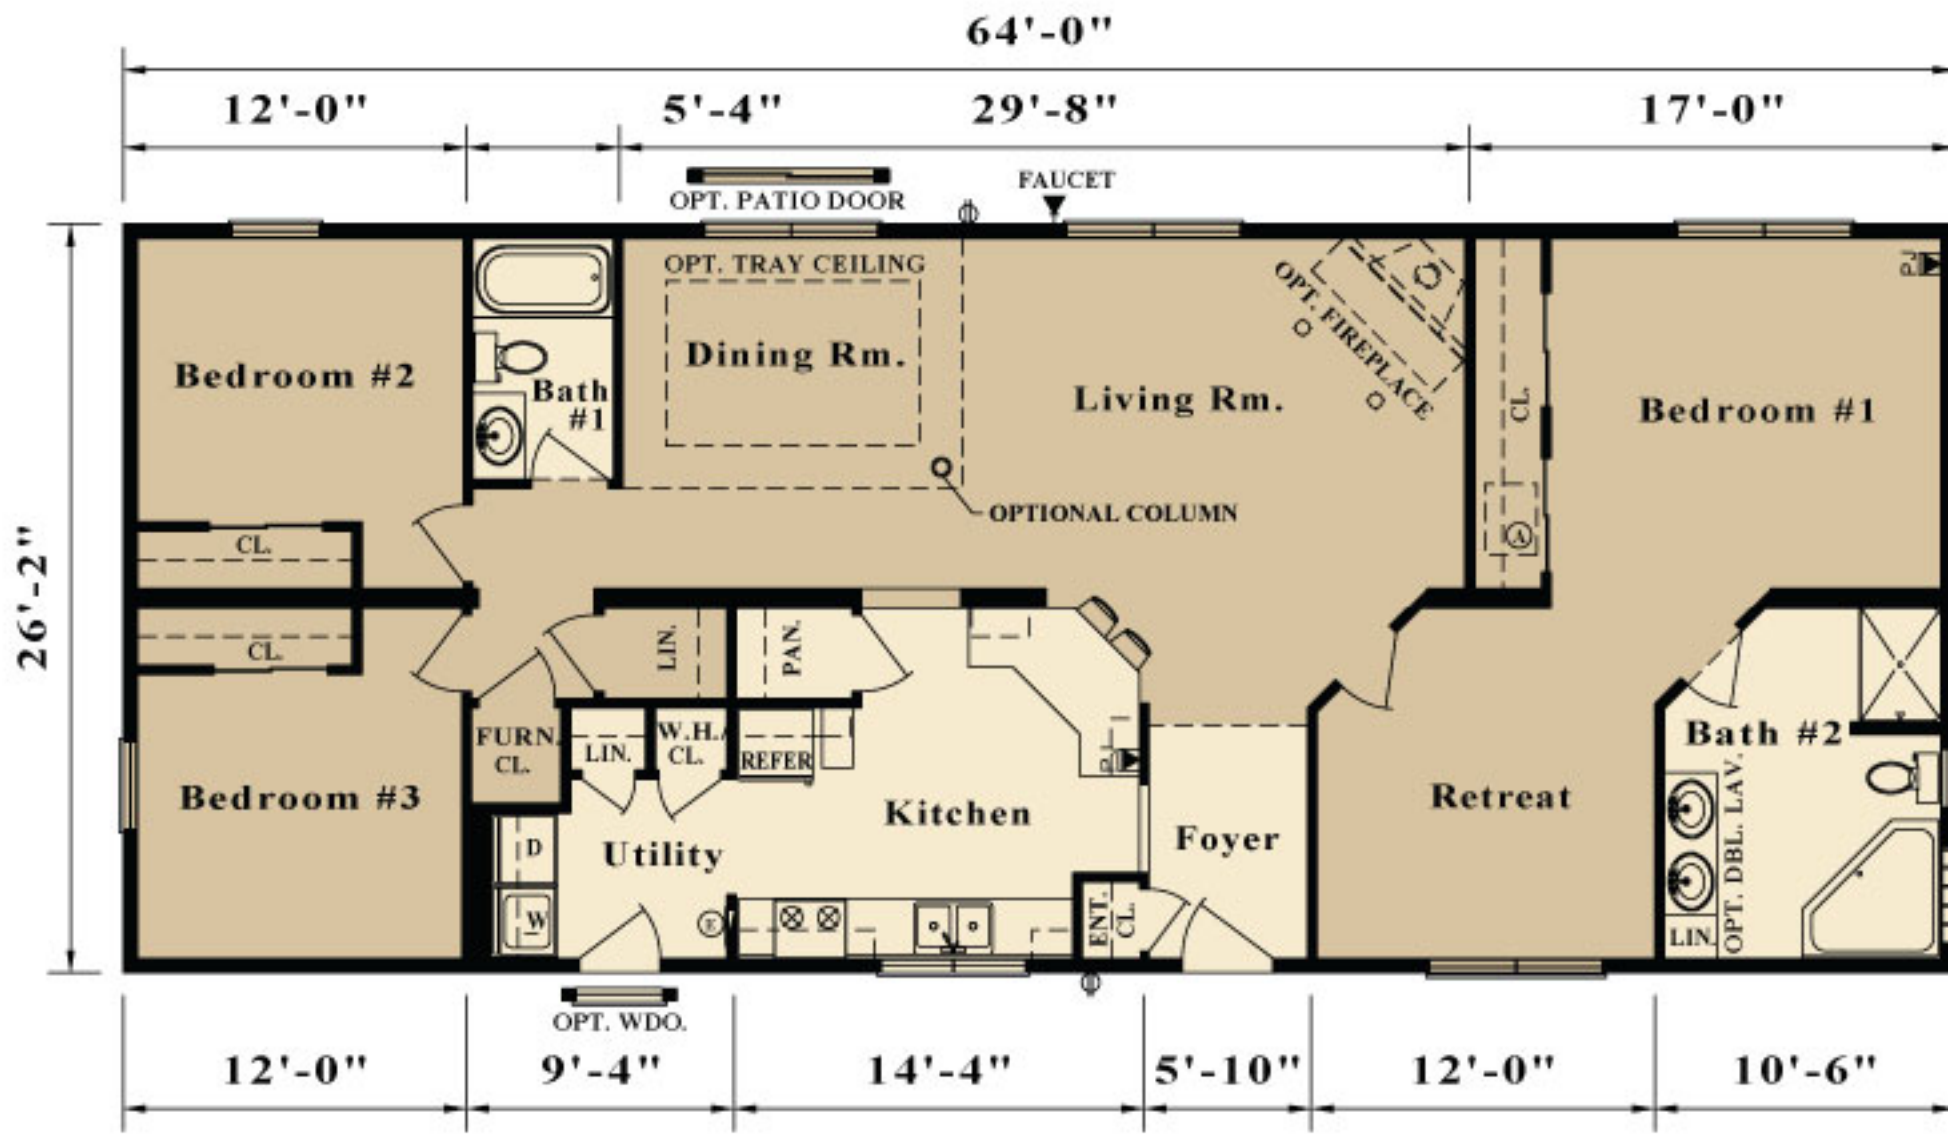 64'-0"
12'-0" 5'-4" 29'-8" 17'-0"
OPT. PATIO DOOR
FAUCET
26'-2"
Bedroom #2
CL.
Bath
#1
OPT. TRAY CEILING
Dining Rm.
Living Rm.
OPT. FIREPLACE
OPTIONAL COLUMN
CL.
A
Bedroom #1
PJ
CL.
Bedroom #3
FURN.
CL.
LIN.
LIN.
W.H./
CL.
PAN.
REFER
D
W
Utility
E
Kitchen
PJ
ENT.
CL.
Foyer
Retreat
Bath #2
OPT. DBL. LAV.
LIN.
OPT. WDO.
12'-0" 9'-4" 14'-4" 5'-10" 12'-0" 10'-6"